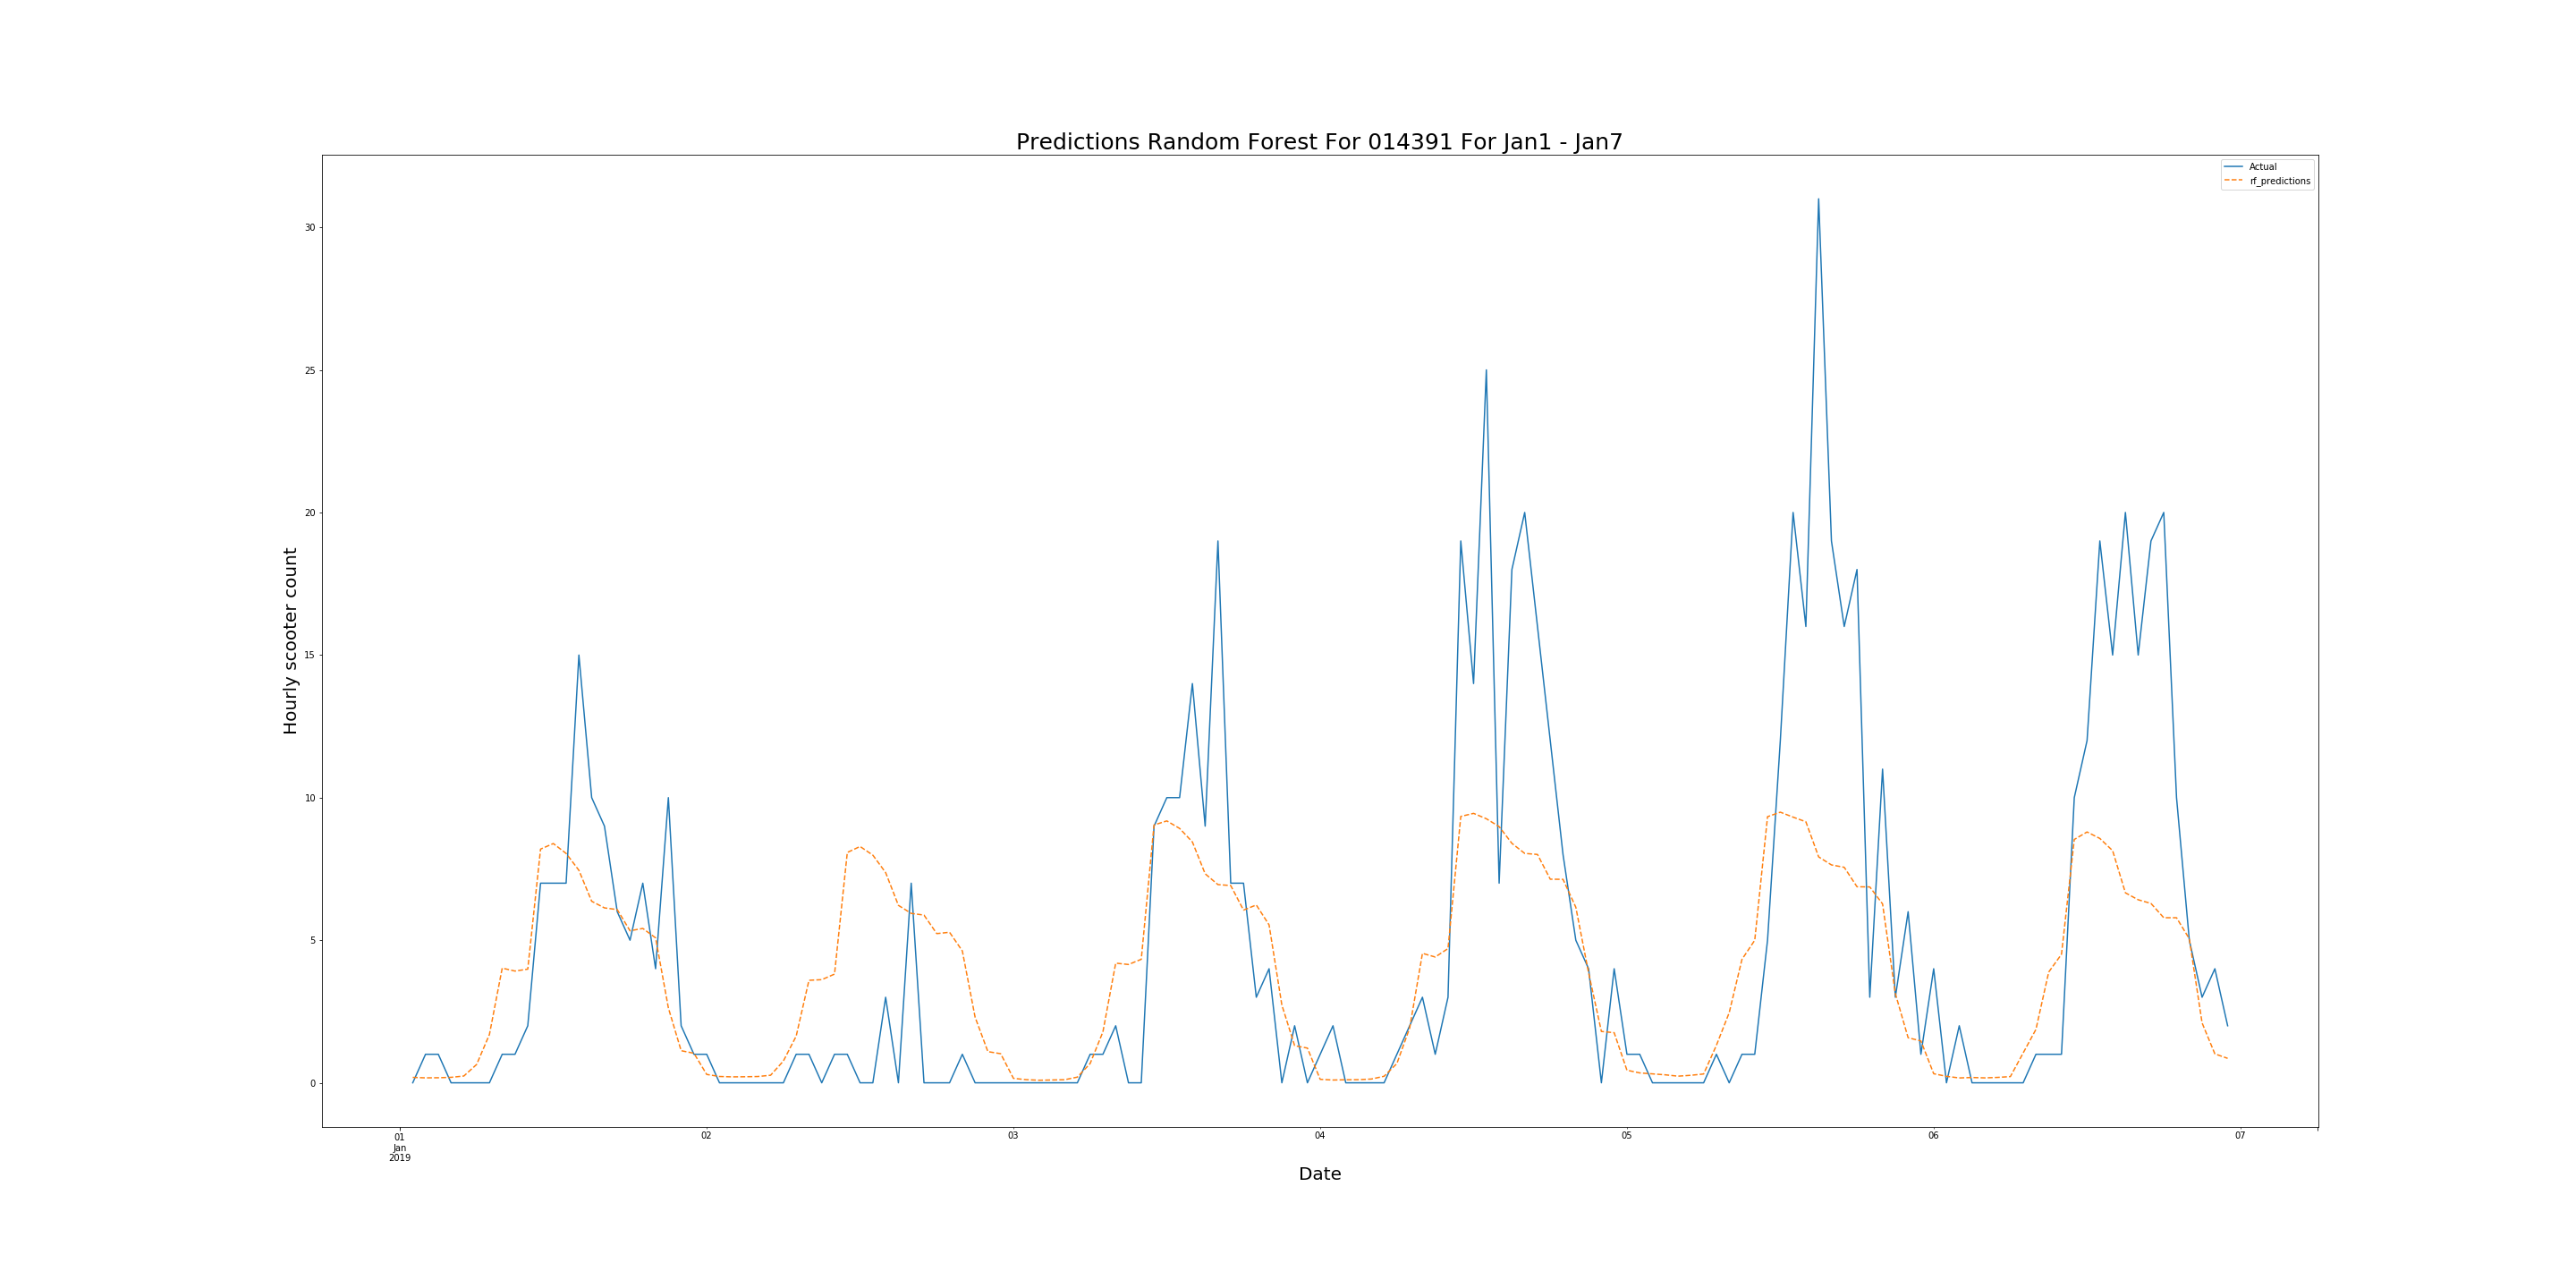 Predictions Random Forest For 014391 For Jan1 - Jan7
Actual
rf_predictions
Hourly scooter count
30
25
20
15
10
5
0
01 02 03 04 05 06 07
Jan
2019
Date